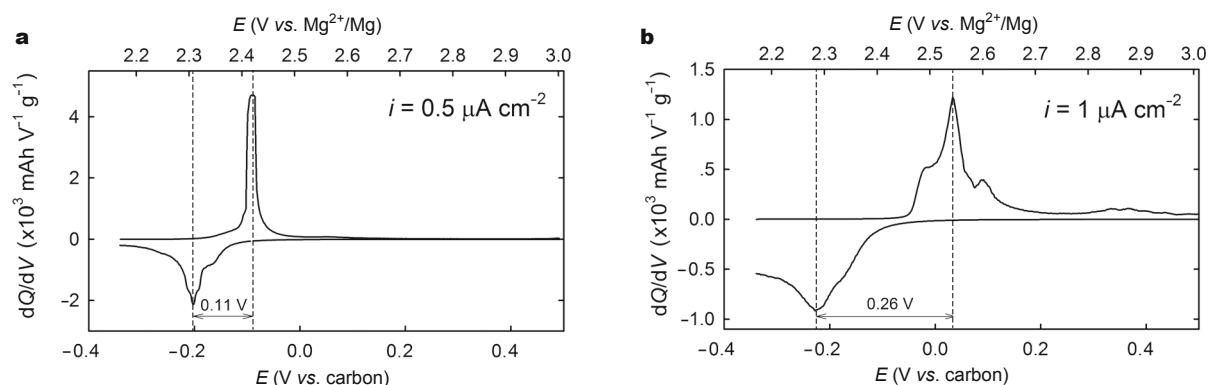 a
E (V vs. Mg²⁺/Mg)
2.2 2.3 2.4 2.5 2.6 2.7 2.8 2.9 3.0
i = 0.5 μA cm⁻²
dQ/dV (x10³ mAh V⁻¹ g⁻¹)
4
2
0
−2
0.11 V
−0.4 −0.2 0.0 0.2 0.4
E (V vs. carbon)
b
E (V vs. Mg²⁺/Mg)
2.2 2.3 2.4 2.5 2.6 2.7 2.8 2.9 3.0
i = 1 μA cm⁻²
dQ/dV (x10³ mAh V⁻¹ g⁻¹)
1.5
1.0
.5
0.0
−0.5
−1.0
0.26 V
−0.4 −0.2 0.0 0.2 0.4
E (V vs. carbon)